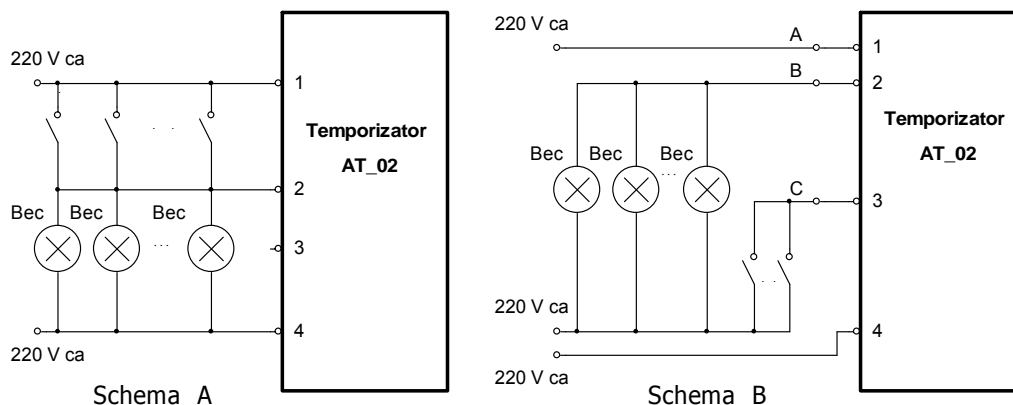 220 V ca
1
Temporizator
AT_02
2
Bec Bec Bec
3
4
220 V ca
Schema A
220 V ca
A
1
B
2
Temporizator
AT_02
Bec Bec Bec
C
3
220 V ca
4
220 V ca
Schema B